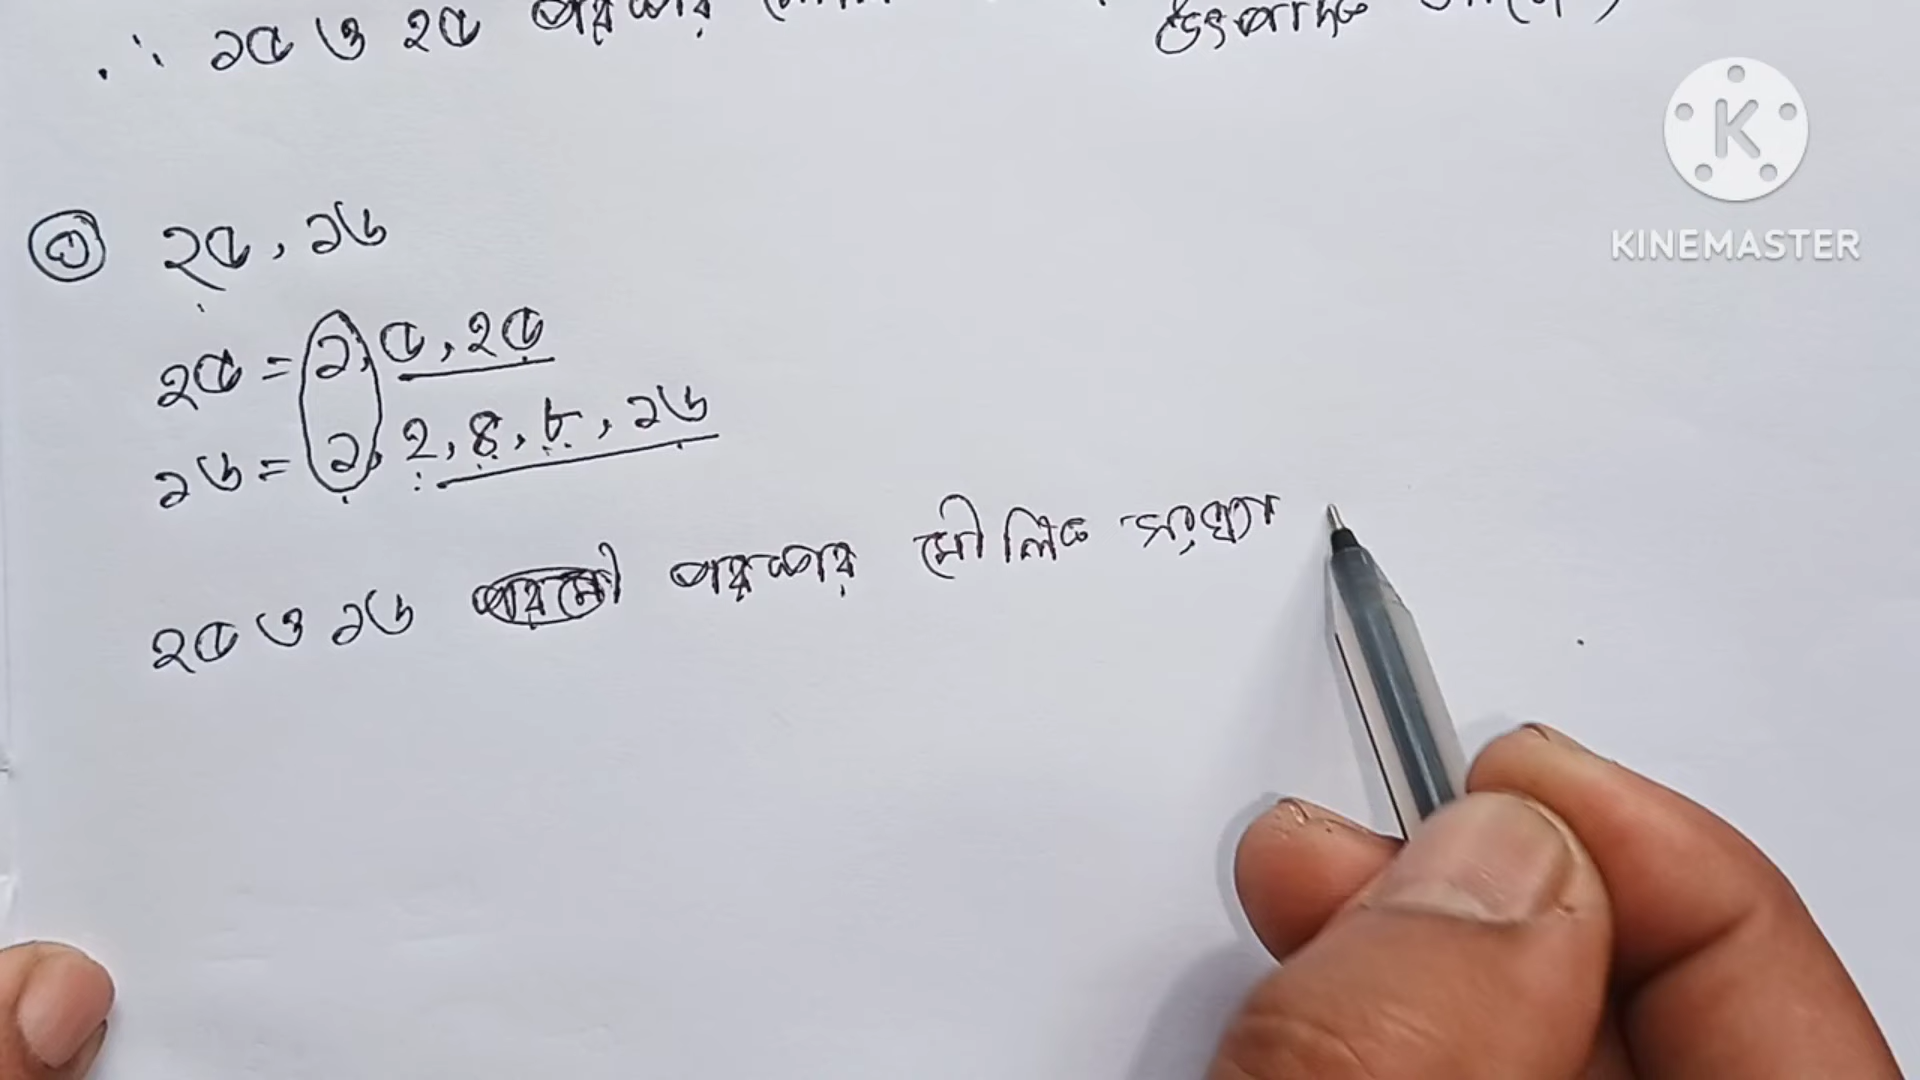 ∴ ১৫ ও ২৫ পরস্পর
K
KINEMASTER
৩ ২৫, ১৬
২৫ = ১, ৫, ২৫
১৬ = ১, ২, ৪, ৮, ১৬
২৫ ও ১৬ পরস্পর মৌলিক সংখ্যা